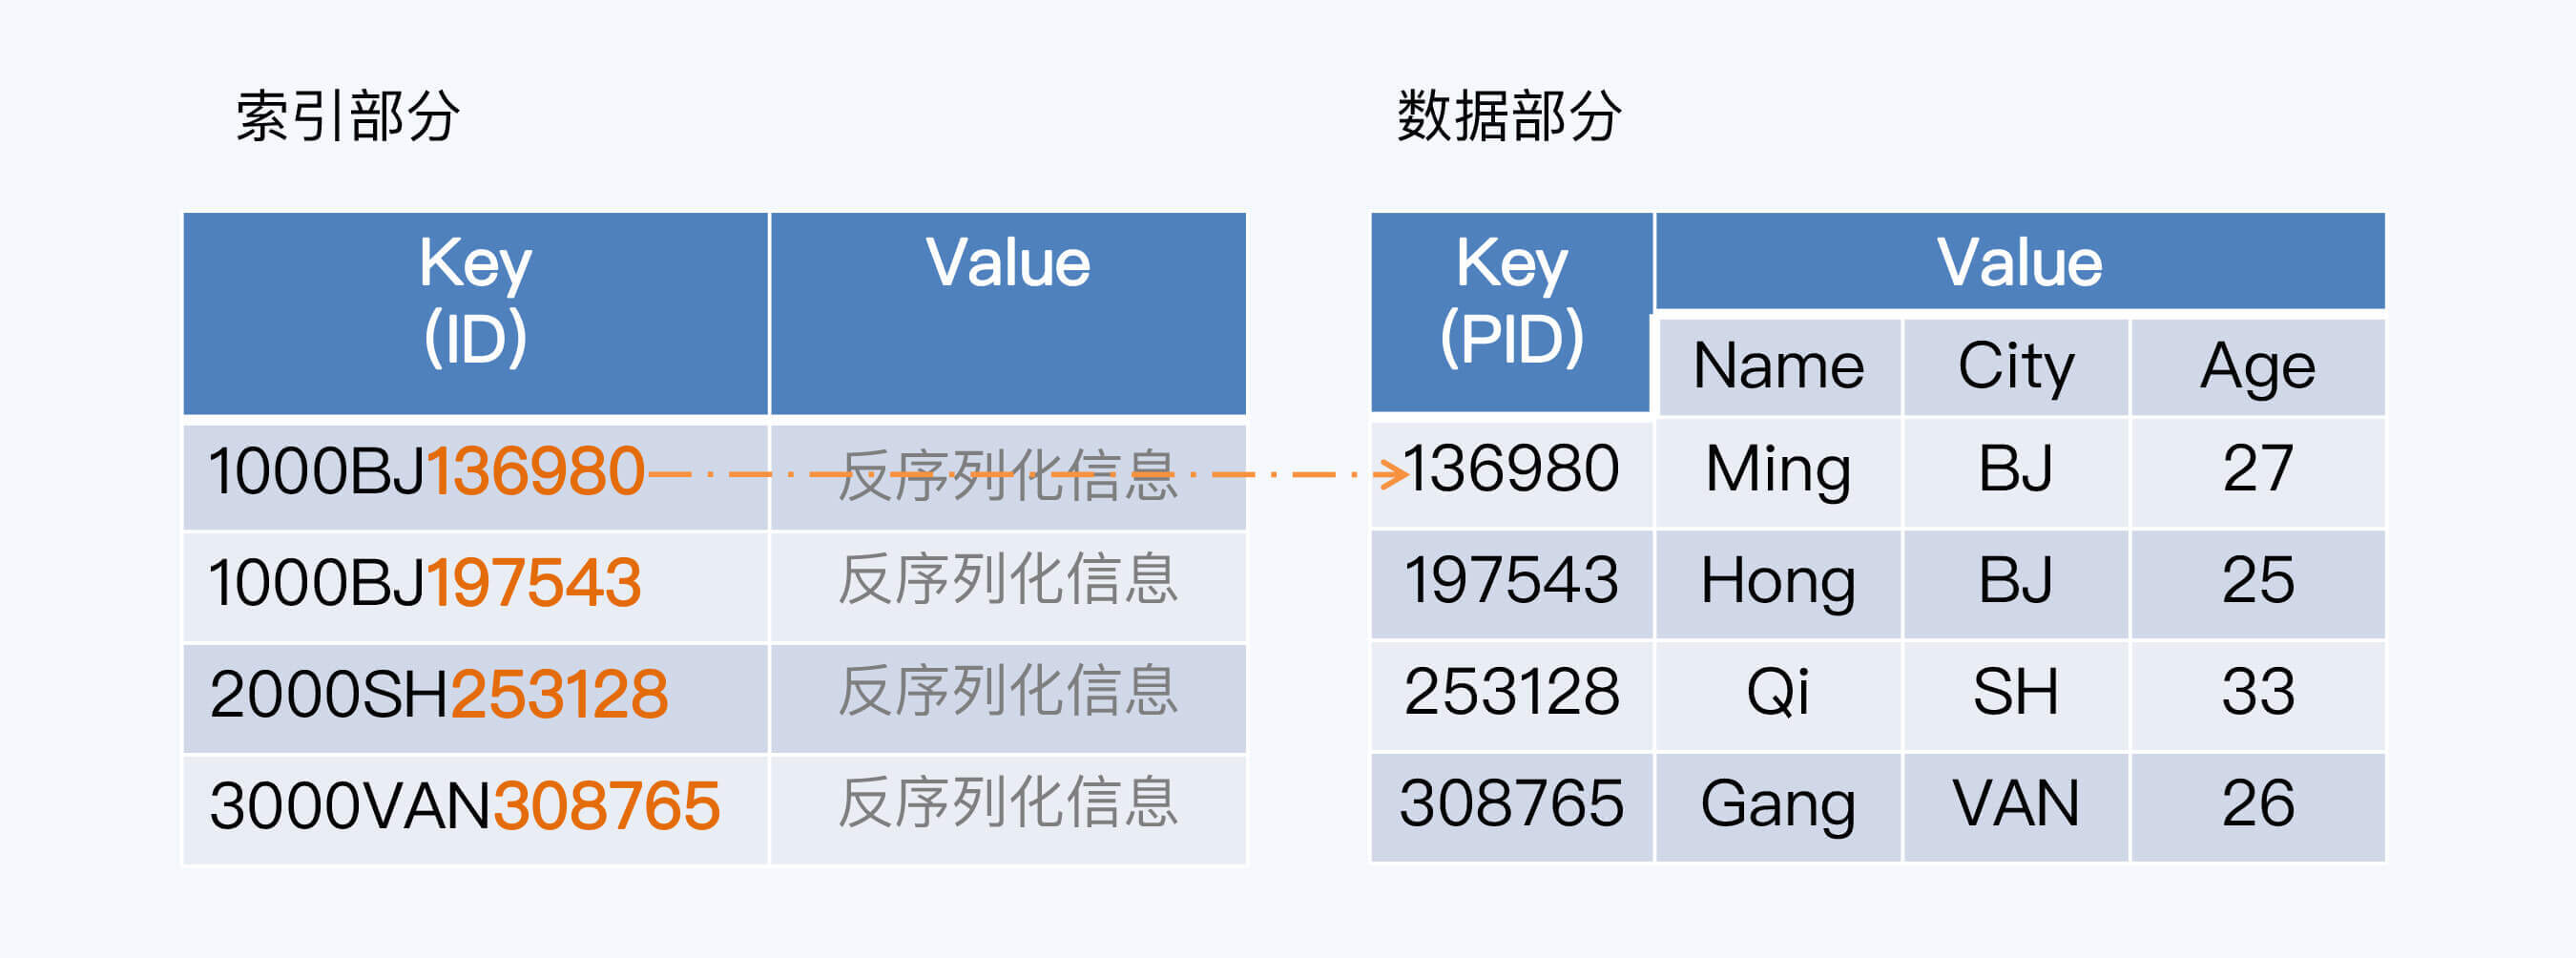 索引部分
数据部分
Key
(ID)
Value
Key
(PID)
Value
Name City Age
1000BJ136980 反序列化信息
1000BJ197543 反序列化信息
2000SH253128 反序列化信息
3000VAN308765 反序列化信息
136980 Ming BJ 27
197543 Hong BJ 25
253128 Qi SH 33
308765 Gang VAN 26